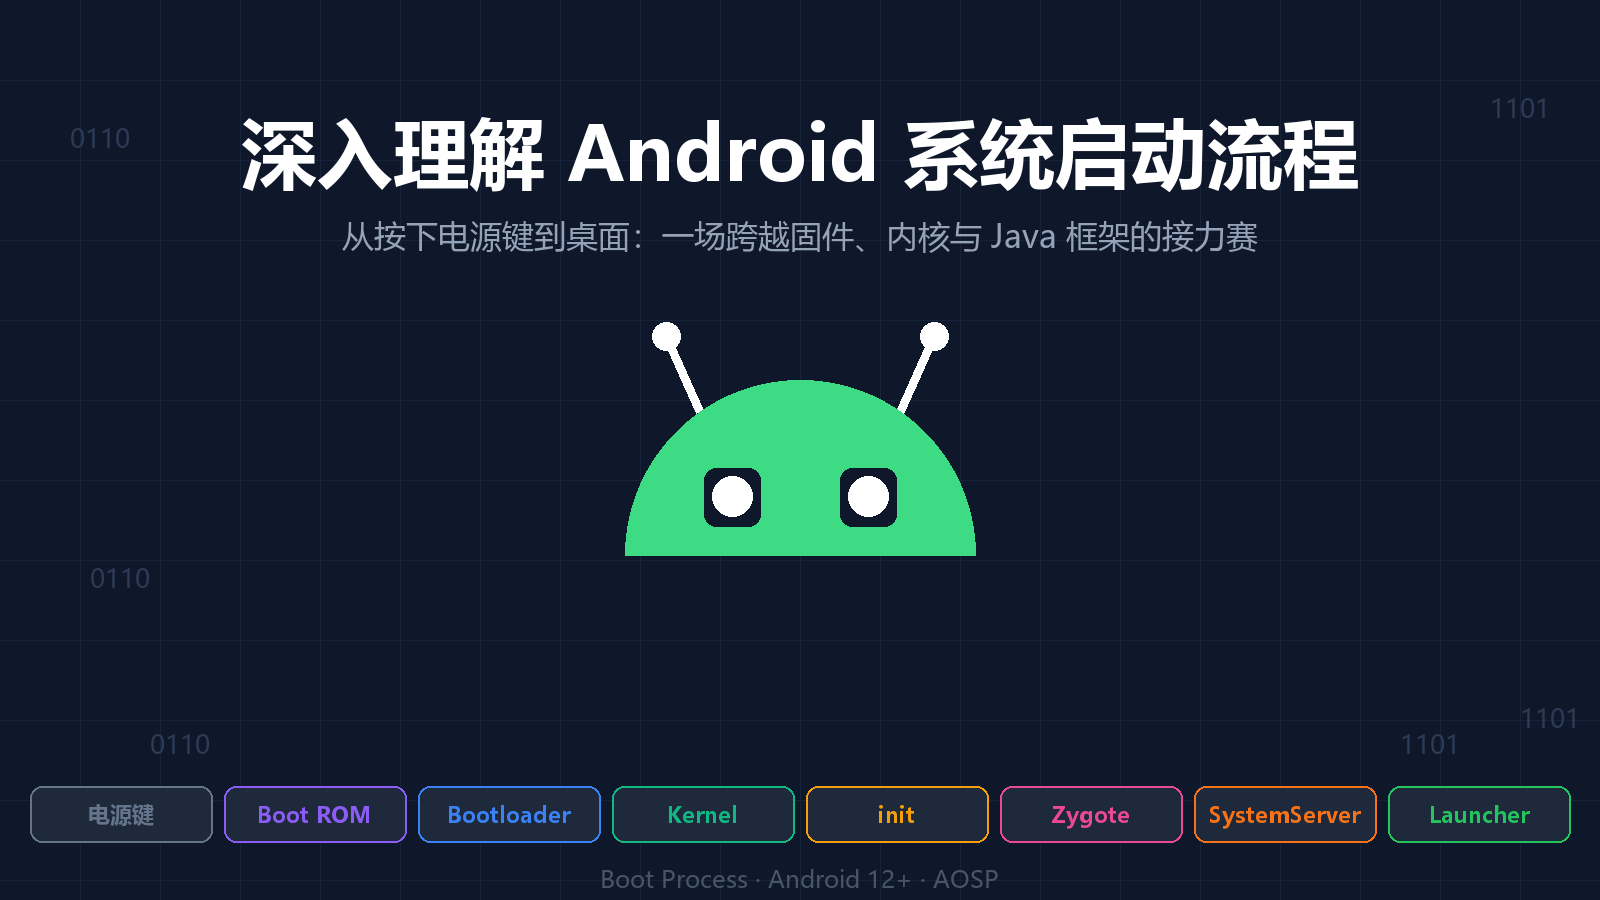 1101
0110
深入理解 Android 系统启动流程
从按下电源键到桌面：一场跨越固件、内核与 Java 框架的接力赛
0110
1101
0110
1101
电源键
Boot ROM
Bootloader
Kernel
init
Zygote
SystemServer
Launcher
Boot Process · Android 12+ · AOSP